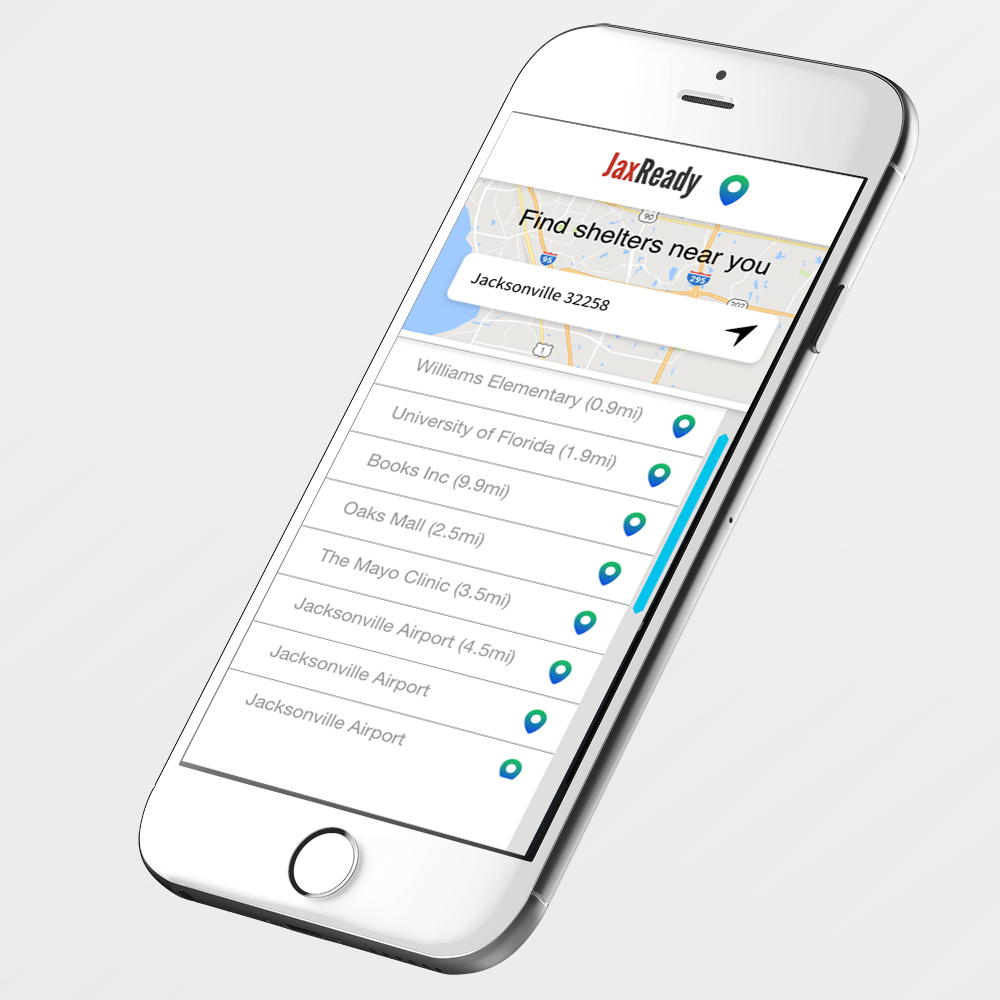 JaxReady
90
Find shelters near you
95
295
202
Jacksonville 32258
1
Williams Elementary (0.9mi)
University of Florida (1.9mi)
Books Inc (9.9mi)
Oaks Mall (2.5mi)
The Mayo Clinic (3.5mi)
Jacksonville Airport (4.5mi)
Jacksonville Airport
Jacksonville Airport